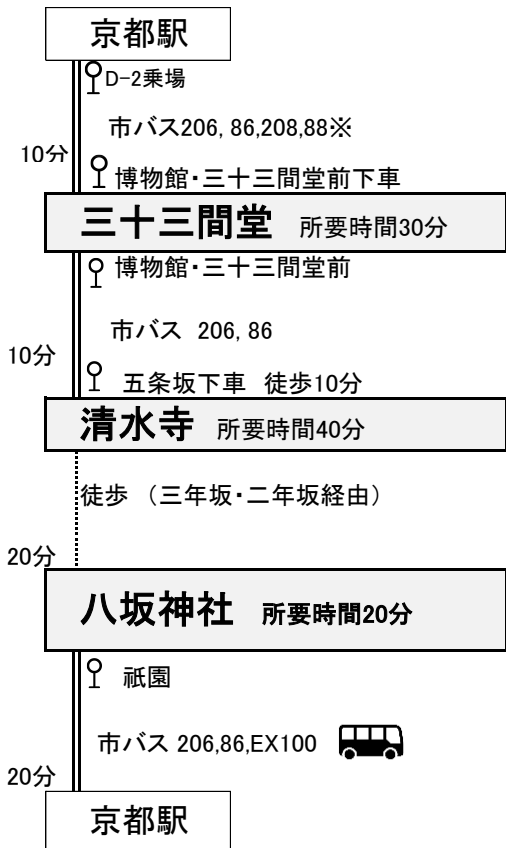 京都駅
D-2乗場
市バス206, 86,208,88※
10分
博物館・三十三間堂前下車
三十三間堂 所要時間30分
博物館・三十三間堂前
市バス 206, 86
10分
五条坂下車 徒歩10分
清水寺 所要時間40分
徒歩 （三年坂・二年坂経由）
20分
八坂神社 所要時間20分
祇園
市バス 206,86,EX100
20分
京都駅